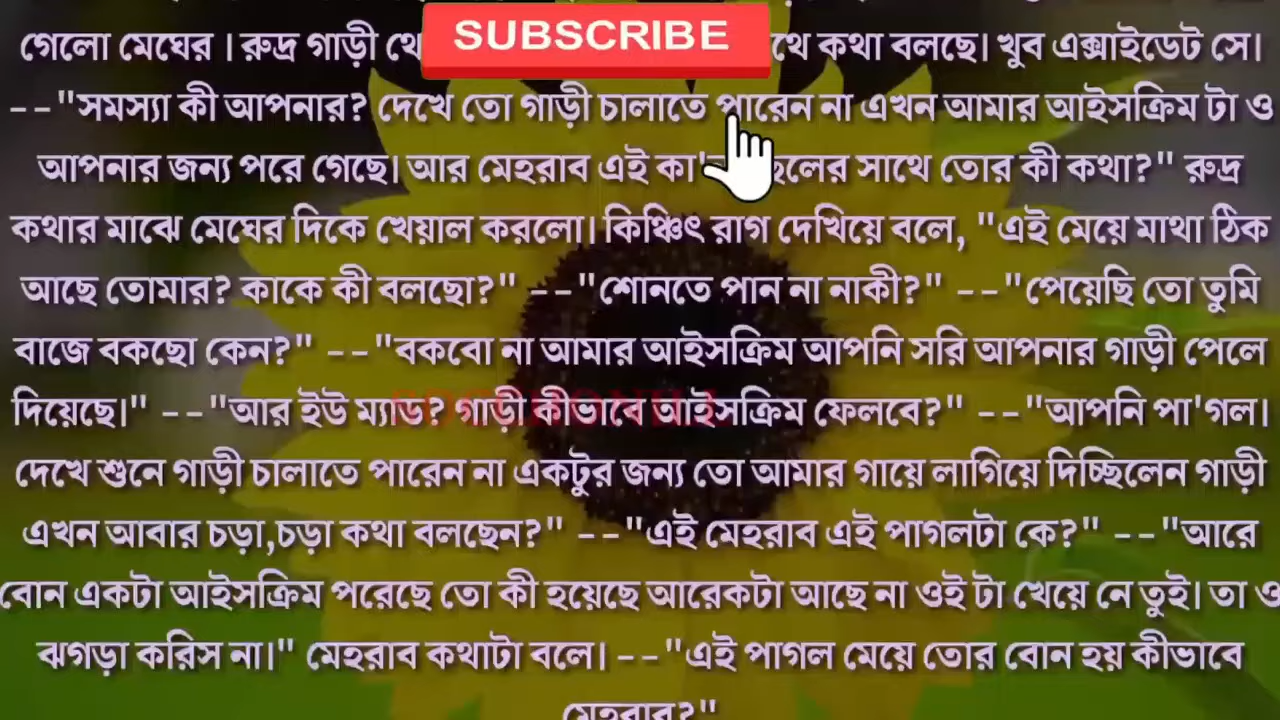 গেলো মেঘের । রুদ্র গাড়ী থে
SUBSCRIBE
থে কথা বলছে। খুব এক্সাইডেট সে।
--"সমস্যা কী আপনার? দেখে তো গাড়ী চালাতে পারেন না এখন আমার আইসক্রিম টা ও
আপনার জন্য পরে গেছে। আর মেহরাব এই কা' ছেলের সাথে তোর কী কথা?" রুদ্র
কথার মাঝে মেঘের দিকে খেয়াল করলো। কিঞ্চিৎ রাগ দেখিয়ে বলে, "এই মেয়ে মাথা ঠিক
আছে তোমার? কাকে কী বলছো?" --"শোনতে পান না নাকী?" --"পেয়েছি তো তুমি
বাজে বকছো কেন?" --"বকবো না আমার আইসক্রিম আপনি সরি আপনার গাড়ী পেলে
দিয়েছে।" --"আর ইউ ম্যাড? গাড়ী কীভাবে আইসক্রিম ফেলবে?" --"আপনি পা'গল।
দেখে শুনে গাড়ী চালাতে পারেন না একটুর জন্য তো আমার গায়ে লাগিয়ে দিচ্ছিলেন গাড়ী
এখন আবার চড়া,চড়া কথা বলছেন?" -- "এই মেহরাব এই পাগলটা কে?" --"আরে
বোন একটা আইসক্রিম পরেছে তো কী হয়েছে আরেকটা আছে না ওই টা খেয়ে নে তুই। তা ও
ঝগড়া করিস না।" মেহরাব কথাটা বলে। --"এই পাগল মেয়ে তোর বোন হয় কীভাবে
মেহরাব?"